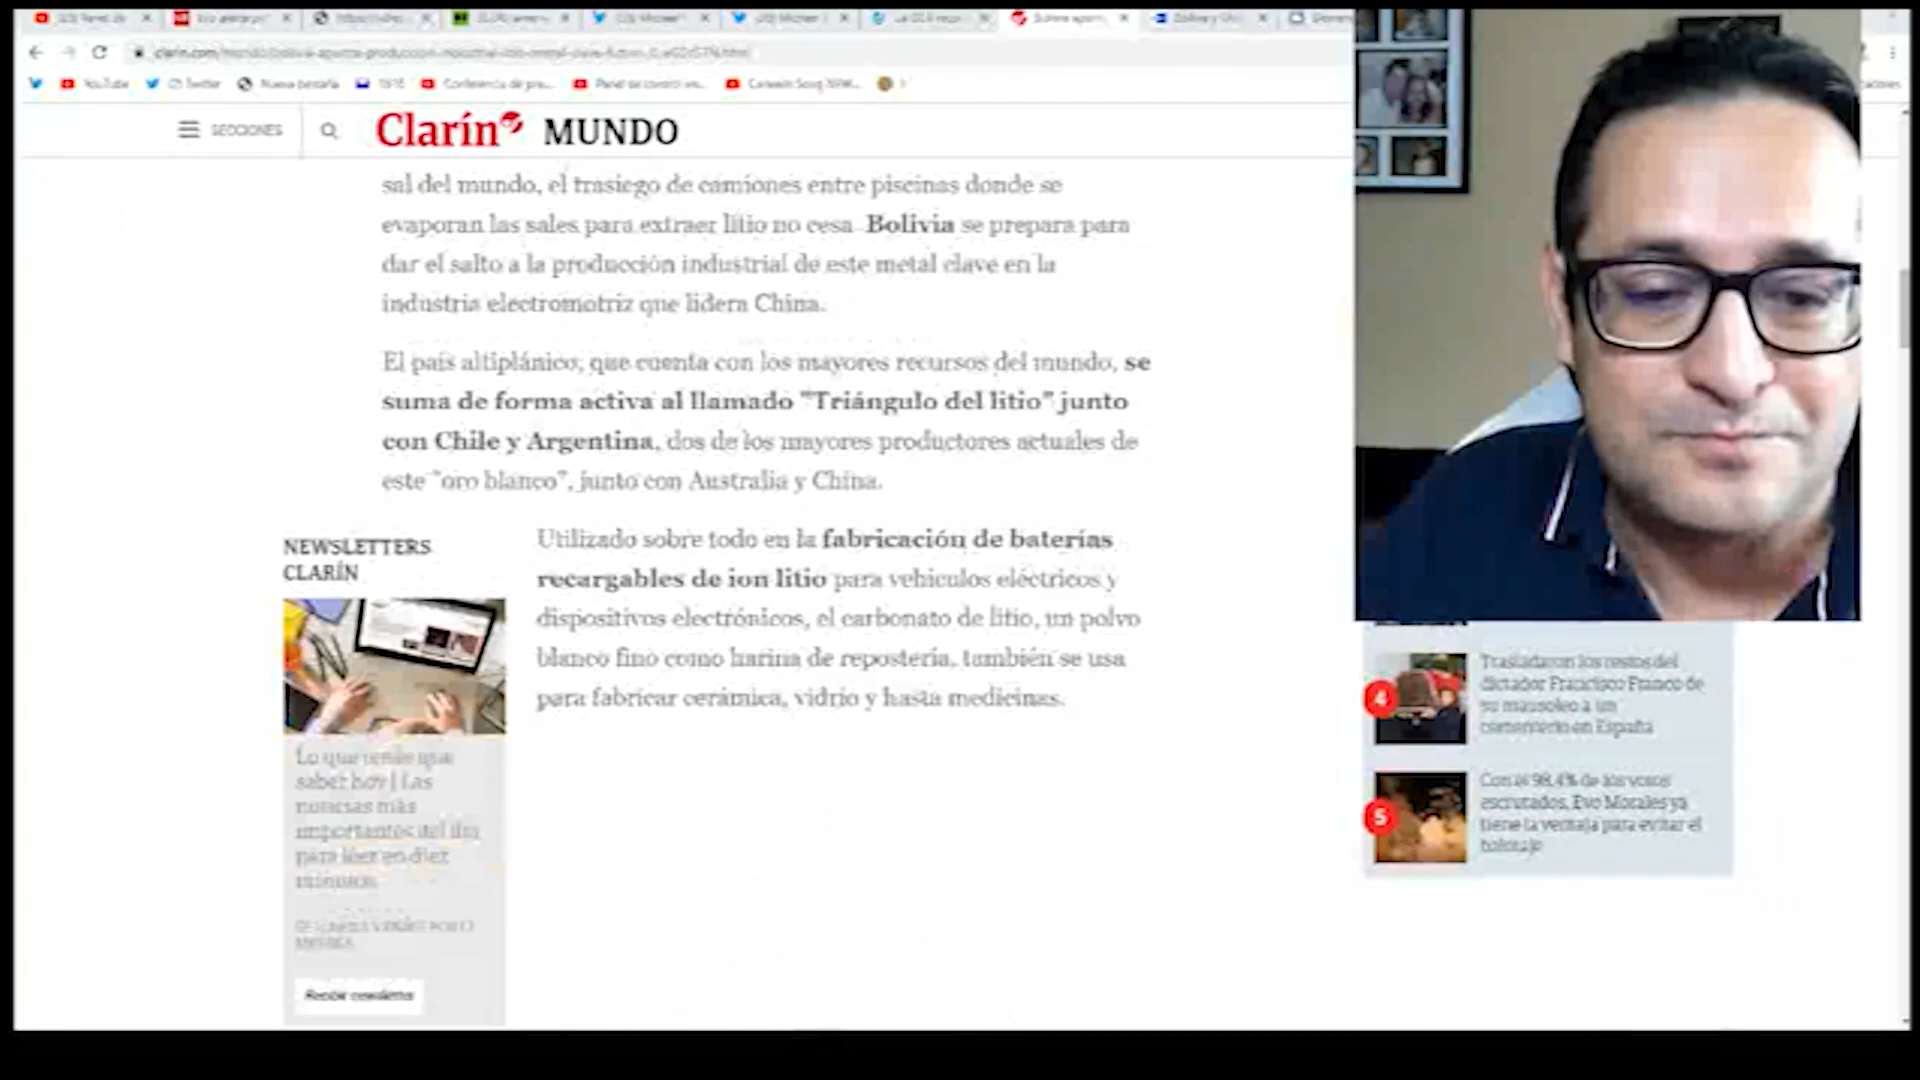 YouTube
Twitter
Nueva pestaña
1916
Conferencia de pre...
SECCIONES
Clarín MUNDO
sal del mundo, el trasiego de camiones entre piscinas donde se
evaporan las sales para extraer litio no cesa. Bolivia se prepara para
dar el salto a la producción industrial de este metal clave en la
industria electromotriz que lidera China.
El país altiplánico, que cuenta con los mayores recursos del mundo, se
suma de forma activa al llamado "Triángulo del litio" junto
con Chile y Argentina, dos de los mayores productores actuales de
este "oro blanco", junto con Australia y China.
NEWSLETTERS
CLARÍN
Utilizado sobre todo en la fabricación de baterías
recargables de ion litio para vehículos eléctricos y
dispositivos electrónicos, el carbonato de litio, un polvo
blanco fino como harina de repostería, también se usa
para fabricar cerámica, vidrio y hasta medicinas.
Lo que tenés que
saber hoy | Las
noticias más
importantes del día
para leer en diez
minutos
Recibir newsletter
4
Trasladaron los restos del
dictador Francisco Franco de
su mausoleo a un
cementerio en España
5
Con el 98,4% de los votos
escrutados, Evo Morales ya
tiene la ventaja para evitar el
balotaje